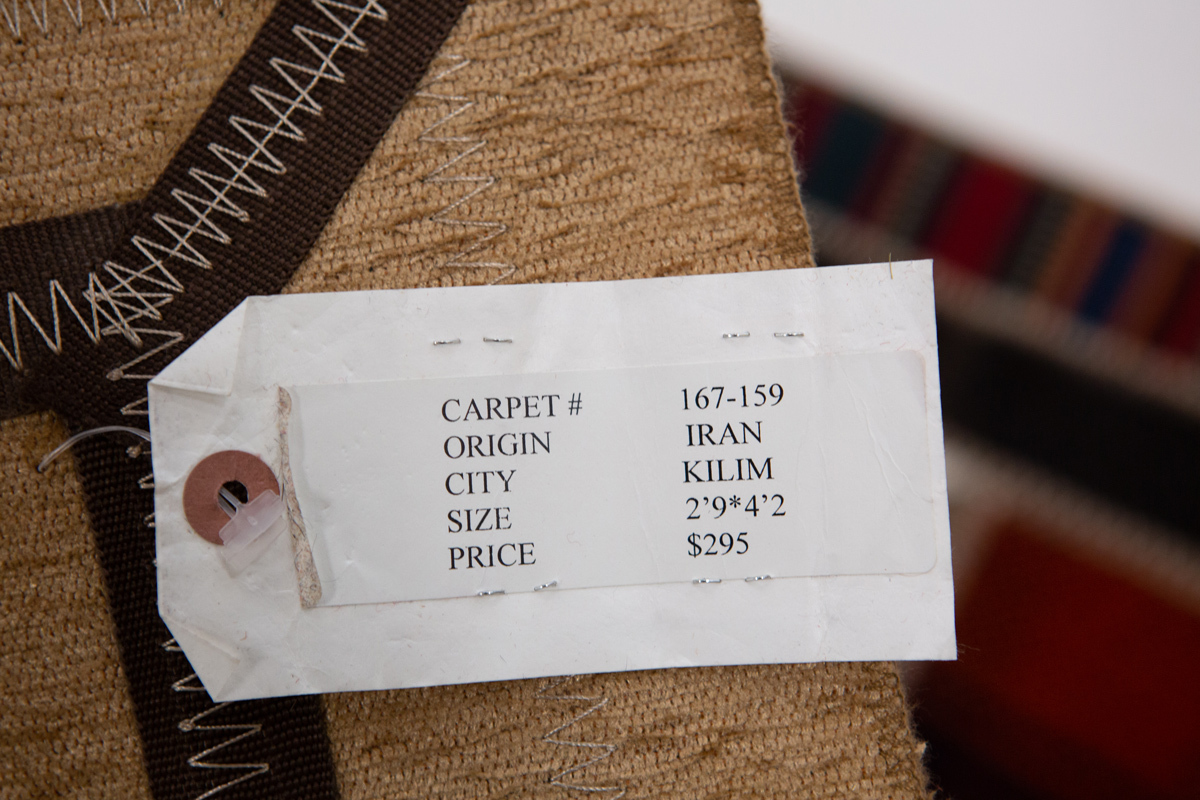 CARPET # 167-159
ORIGIN IRAN
CITY KILIM
SIZE 2’9*4’2
PRICE $295